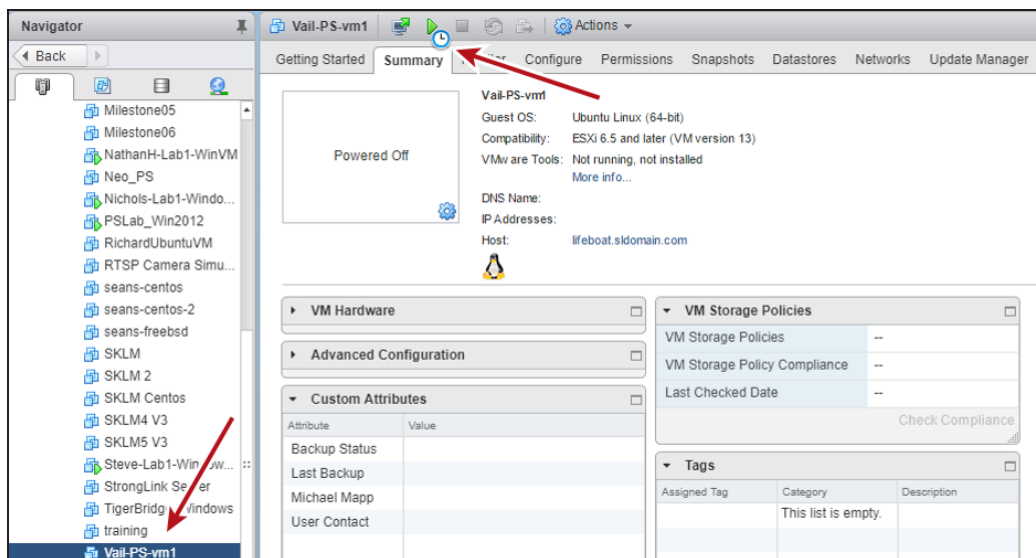 Navigator
Vail-PS-vm1
Actions
Back
Getting Started Summary Configure Permissions Snapshots Datastores Networks Update Manager
Milestone05
Milestone06
NathanH-Lab1-WinVM
Neo_PS
Nichols-Lab1-Windo...
PSLab_Win2012
RichardUbuntuVM
RTSP Camera Simu...
seans-centos
seans-centos-2
seans-freebsd
SKLM
SKLM 2
SKLM Centos
SKLM4 V3
SKLM5 V3
Steve-Lab1-Window...
StrongLink
TigerBridge
training
Vail-PS-vm1
Powered Off
Vail-PS-vm1
Guest OS: Ubuntu Linux (64-bit)
Compatibility: ESXi 6.5 and later (VM version 13)
VMware Tools: Not running, not installed
More info...
DNS Name:
IP Addresses:
Host: lifeboat.sldomain.com
VM Hardware
Advanced Configuration
Custom Attributes
Attribute Value
Backup Status
Last Backup
Michael Mapp
User Contact
VM Storage Policies
VM Storage Policies --
VM Storage Policy Compliance --
Last Checked Date --
Check Compliance
Tags
Assigned Tag Category Description
This list is empty.